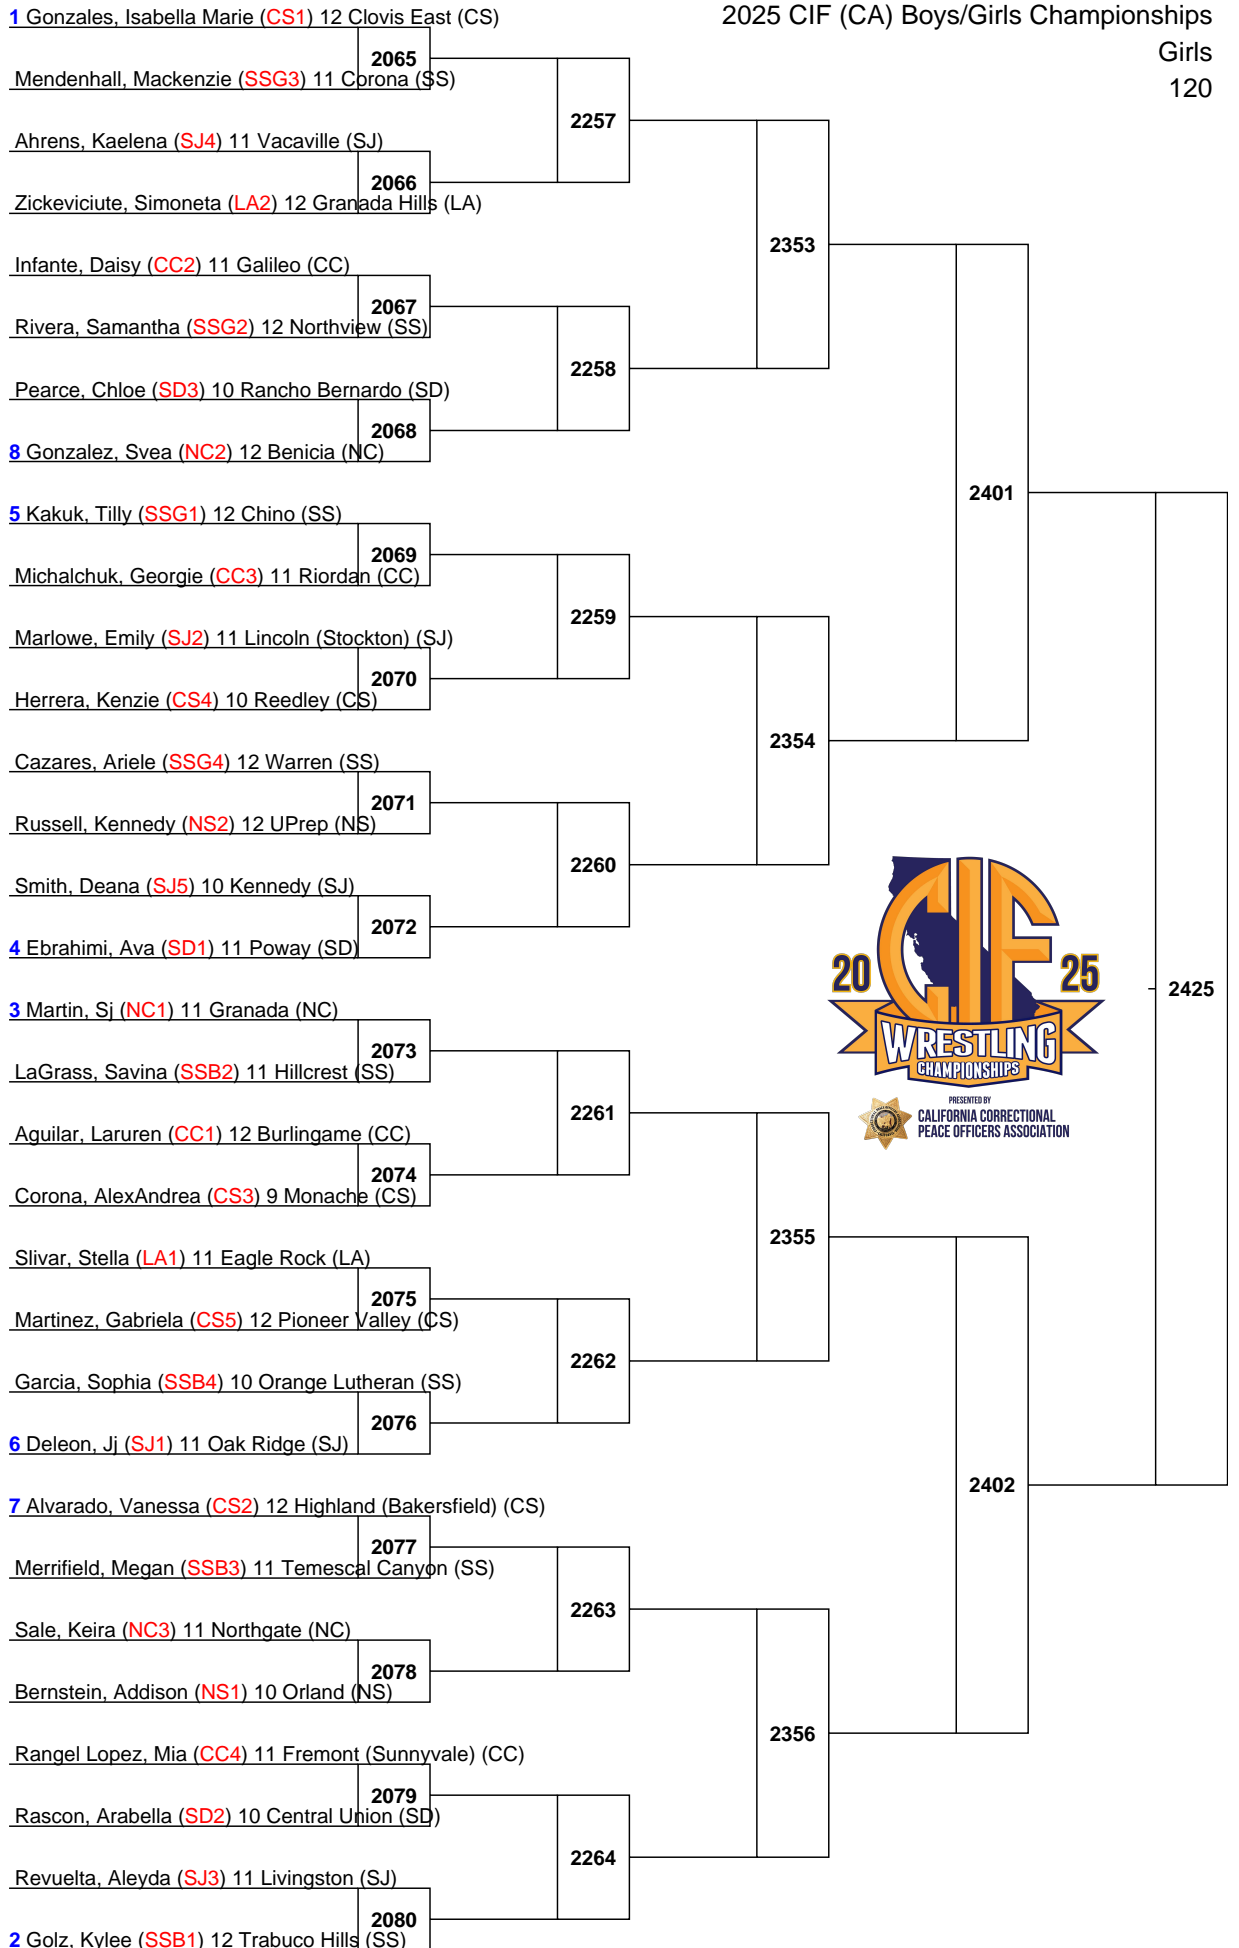 2025 CIF (CA) Boys/Girls Championships
Girls
120
1 Gonzales, Isabella Marie (CS1) 12 Clovis East (CS)
2065
Mendenhall, Mackenzie (SSG3) 11 Corona (SS)
2257
Ahrens, Kaelena (SJ4) 11 Vacaville (SJ)
2066
Zickeviciute, Simoneta (LA2) 12 Granada Hills (LA)
2353
Infante, Daisy (CC2) 11 Galileo (CC)
2067
Rivera, Samantha (SSG2) 12 Northview (SS)
2258
Pearce, Chloe (SD3) 10 Rancho Bernardo (SD)
2068
8 Gonzalez, Svea (NC2) 12 Benicia (NC)
2401
5 Kakuk, Tilly (SSG1) 12 Chino (SS)
2069
Michalchuk, Georgie (CC3) 11 Riordan (CC)
2259
Marlowe, Emily (SJ2) 11 Lincoln (Stockton) (SJ)
2070
Herrera, Kenzie (CS4) 10 Reedley (CS)
2354
Cazares, Ariele (SSG4) 12 Warren (SS)
2071
Russell, Kennedy (NS2) 12 UPrep (NS)
2260
Smith, Deana (SJ5) 10 Kennedy (SJ)
2072
4 Ebrahimi, Ava (SD1) 11 Poway (SD)
20 CIF 25
WRESTLING
CHAMPIONSHIPS
PRESENTED BY
CALIFORNIA CORRECTIONAL
PEACE OFFICERS ASSOCIATION
2425
3 Martin, Sj (NC1) 11 Granada (NC)
2073
LaGrass, Savina (SSB2) 11 Hillcrest (SS)
2261
Aguilar, Laruren (CC1) 12 Burlingame (CC)
2074
Corona, AlexAndrea (CS3) 9 Monache (CS)
2355
Slivar, Stella (LA1) 11 Eagle Rock (LA)
2075
Martinez, Gabriela (CS5) 12 Pioneer Valley (CS)
2262
Garcia, Sophia (SSB4) 10 Orange Lutheran (SS)
2076
6 Deleon, Jj (SJ1) 11 Oak Ridge (SJ)
2402
7 Alvarado, Vanessa (CS2) 12 Highland (Bakersfield) (CS)
2077
Merrifield, Megan (SSB3) 11 Temescal Canyon (SS)
2263
Sale, Keira (NC3) 11 Northgate (NC)
2078
Bernstein, Addison (NS1) 10 Orland (NS)
2356
Rangel Lopez, Mia (CC4) 11 Fremont (Sunnyvale) (CC)
2079
Rascon, Arabella (SD2) 10 Central Union (SD)
2264
Revuelta, Aleyda (SJ3) 11 Livingston (SJ)
2080
2 Golz, Kylee (SSB1) 12 Trabuco Hills (SS)